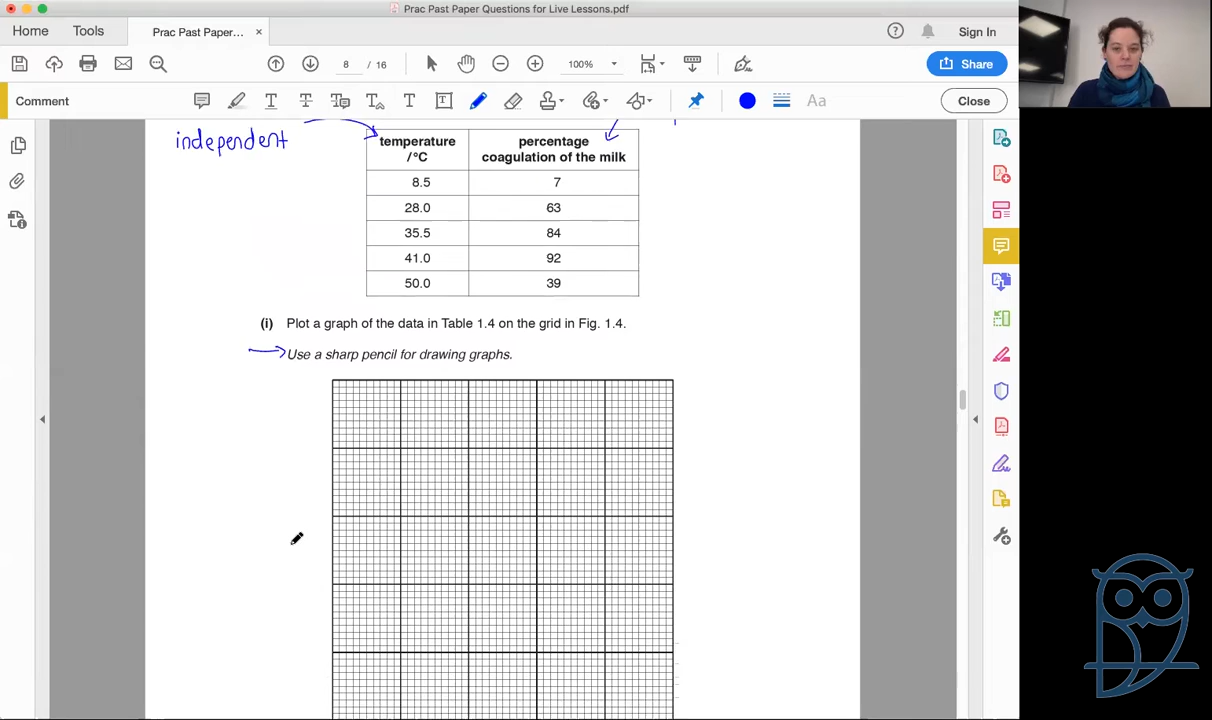 Prac Past Paper Questions for Live Lessons.pdf
Home Tools Prac Past Paper... × Sign In
8 / 16 100% Share
Comment Aa Close
independent
temperature /°C percentage coagulation of the milk
8.5 7
28.0 63
35.5 84
41.0 92
50.0 39
(i) Plot a graph of the data in Table 1.4 on the grid in Fig. 1.4.
Use a sharp pencil for drawing graphs.